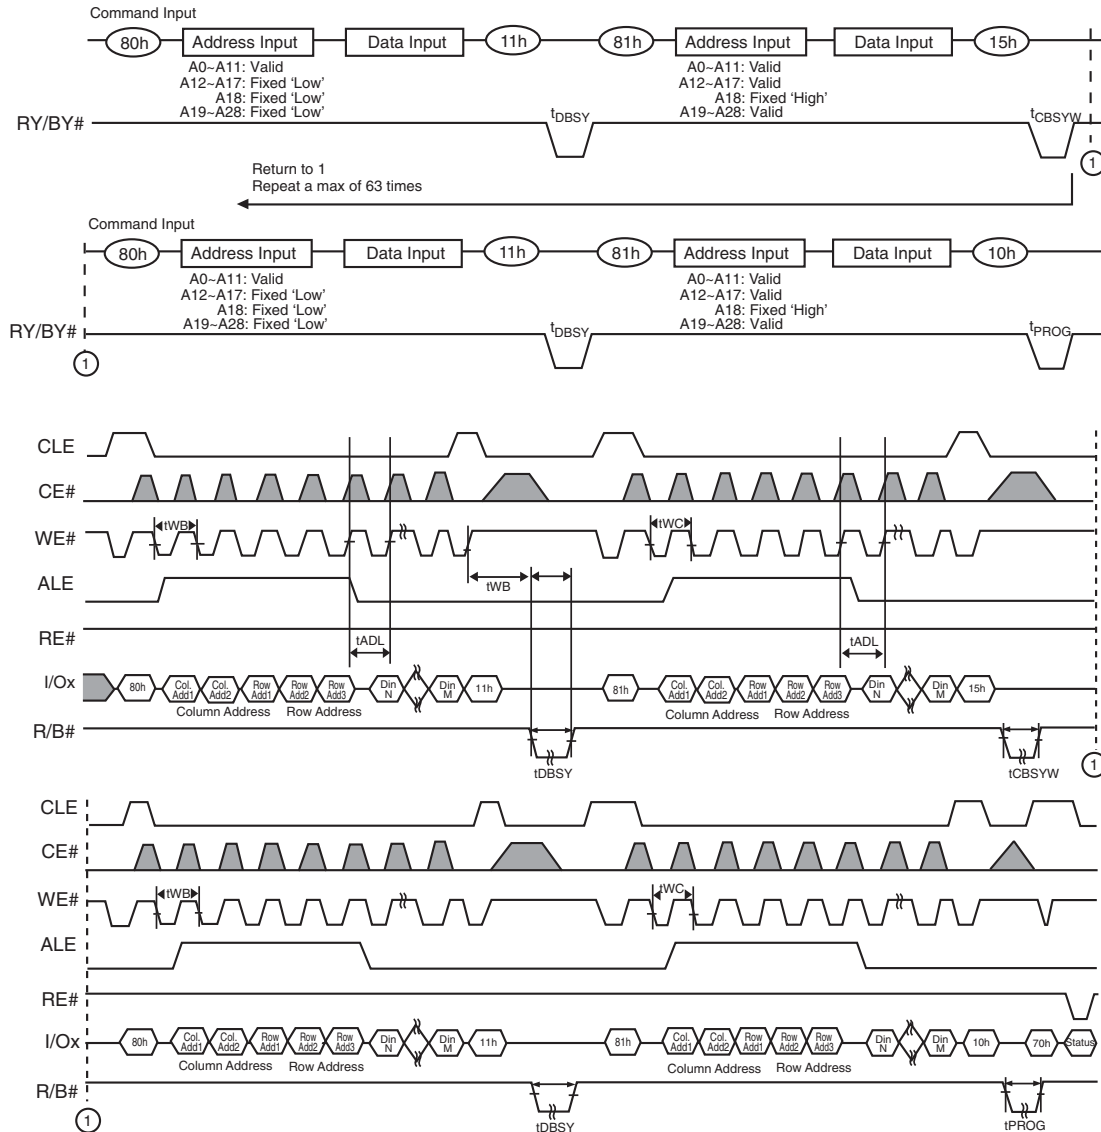 Command Input
80h Address Input Data Input 11h 81h Address Input Data Input 15h
A0~A11: Valid A0~A11: Valid
A12~A17: Fixed ‘Low’ A12~A17: Valid
A18: Fixed ‘Low’ A18: Fixed ‘High’
A19~A28: Fixed ‘Low’ A19~A28: Valid
RY/BY# tDBSY tCBSYW
1
Return to 1
Repeat a max of 63 times
Command Input
80h Address Input Data Input 11h 81h Address Input Data Input 10h
A0~A11: Valid A0~A11: Valid
A12~A17: Fixed ‘Low’ A12~A17: Valid
A18: Fixed ‘Low’ A18: Fixed ‘High’
A19~A28: Fixed ‘Low’ A19~A28: Valid
RY/BY# tDBSY tPROG
1
CLE
CE#
WE# tWB tWC
tWB
ALE
RE#
tADL tADL
I/Ox 80h Col. Add1 Col. Add2 Row Add1 Row Add2 Row Add3 Din N Din M 11h 81h Col. Add1 Col. Add2 Row Add1 Row Add2 Row Add3 Din N Din M 15h
Column Address Row Address Column Address Row Address
R/B#
tDBSY tCBSYW
1
CLE
CE#
WE# tWB tWC
ALE
RE#
I/Ox 80h Col. Add1 Col. Add2 Row Add1 Row Add2 Row Add3 Din N Din M 11h 81h Col. Add1 Col. Add2 Row Add1 Row Add2 Row Add3 Din N Din M 10h 70h Status
Column Address Row Address Column Address Row Address
R/B#
tDBSY tPROG
1